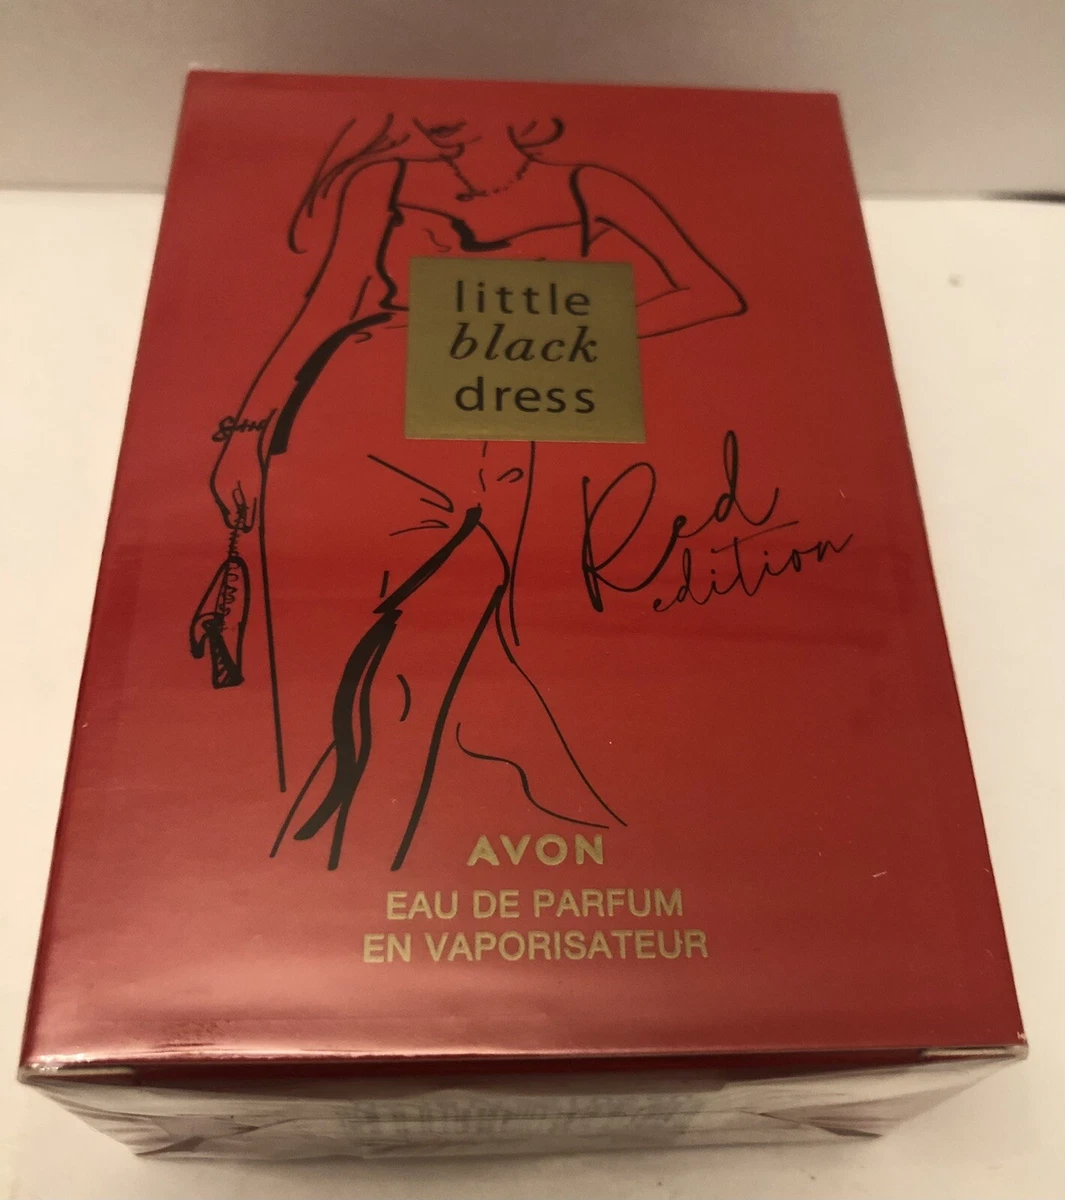 little
black
dress
Red
edition
AVON
EAU DE PARFUM
EN VAPORISATEUR